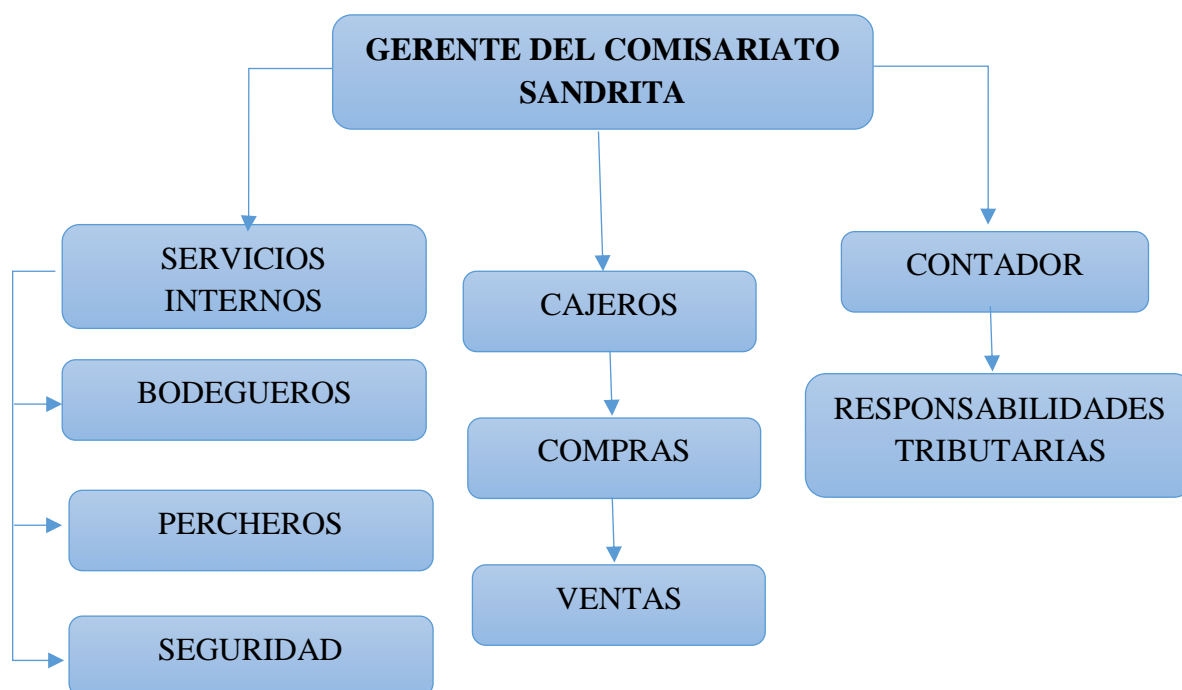 GERENTE DEL COMISARIATO
SANDRITA
SERVICIOS
INTERNOS
BODEGUEROS
PERCHEROS
SEGURIDAD
CAJEROS
COMPRAS
VENTAS
CONTADOR
RESPONSABILIDADES
TRIBUTARIAS